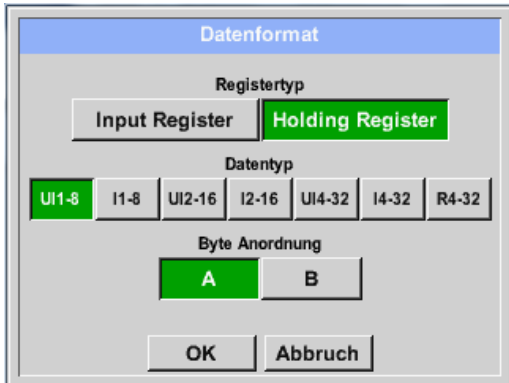 Datenformat
Registertyp
Input Register Holding Register
Datentyp
UI1-8 I1-8 UI2-16 I2-16 UI4-32 I4-32 R4-32
Byte Anordnung
A B
OK Abbruch